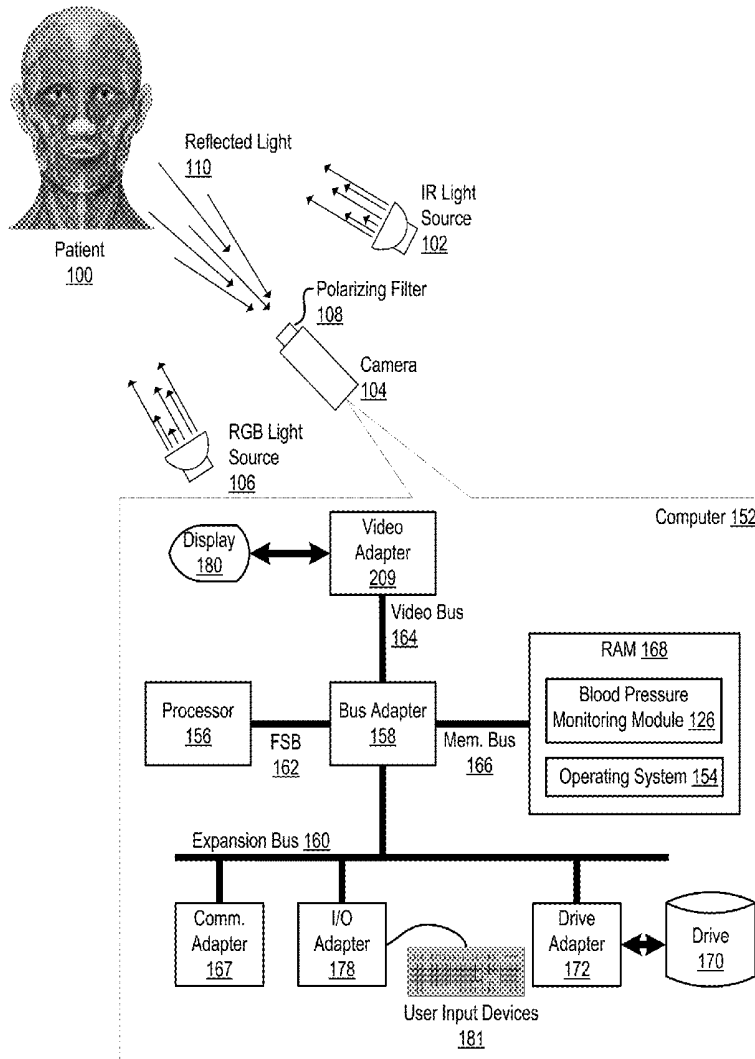 Reflected Light
110
IR Light
Source
102
Patient
100
Polarizing Filter
108
Camera
104
RGB Light
Source
106
Computer 152
Display
180
Video
Adapter
209
Video Bus
164
RAM 168
Blood Pressure
Monitoring Module 126
Operating System 154
Processor
156
FSB
162
Bus Adapter
158
Mem. Bus
166
Expansion Bus 160
Comm.
Adapter
167
I/O
Adapter
178
User Input Devices
181
Drive
Adapter
172
Drive
170